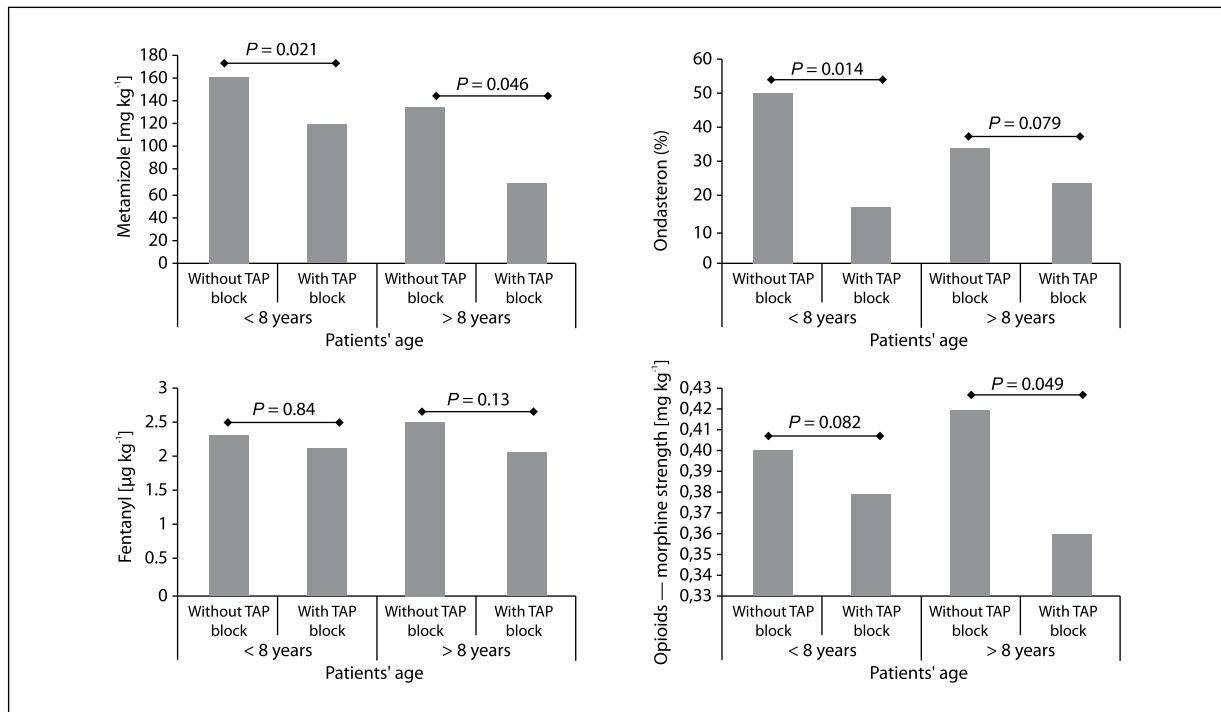 180
160
140
120
100
80
60
40
20
0
Metamizole [mg kg⁻¹]
P = 0.021
P = 0.046
Without TAP block
With TAP block
Without TAP block
With TAP block
< 8 years
> 8 years
Patients' age
60
50
40
30
20
10
0
Ondasteron (%)
P = 0.014
P = 0.079
Without TAP block
With TAP block
Without TAP block
With TAP block
< 8 years
> 8 years
Patients' age
3
2.5
2
1.5
1
0.5
0
Fentanyl [µg kg⁻¹]
P = 0.84
P = 0.13
Without TAP block
With TAP block
Without TAP block
With TAP block
< 8 years
> 8 years
Patients' age
0,43
0,42
0,41
0,40
0,39
0,38
0,37
0,36
0,35
0,34
0,33
Opioids — morphine strength [mg kg⁻¹]
P = 0.082
P = 0.049
Without TAP block
With TAP block
Without TAP block
With TAP block
< 8 years
> 8 years
Patients' age